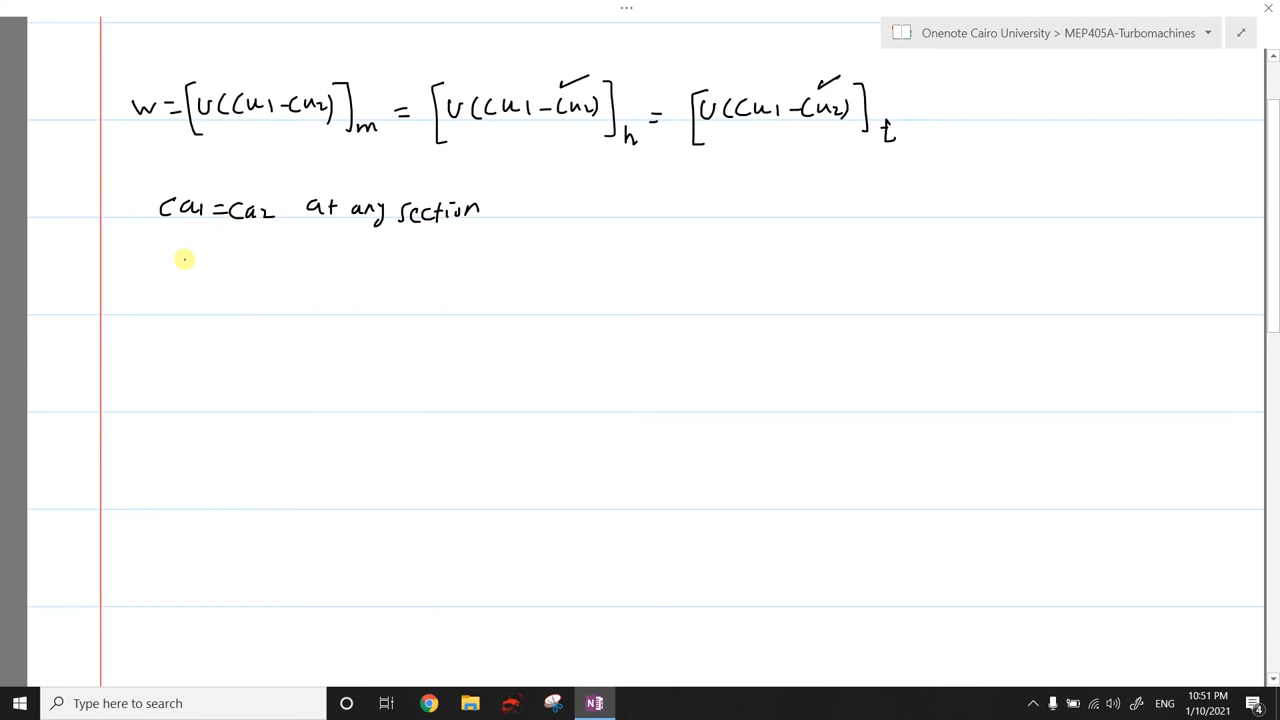 ...
Onenote Cairo University > MEP405A-Turbomachines
W = [U(Cu1 - Cu2)]m = [U(Cu1 - Cu2)]h = [U(Cu1 - Cu2)]t
Ca1 = Ca2 at any section
Type here to search
ENG
10:51 PM
1/10/2021
4